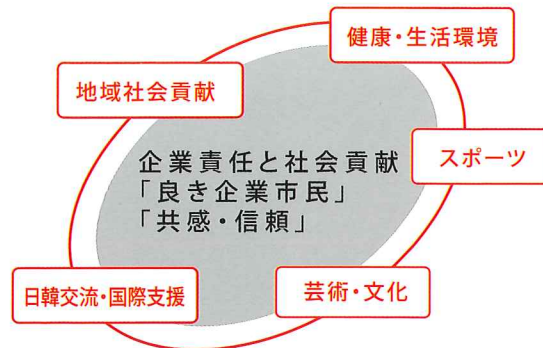 健康・生活環境
地域社会貢献
企業責任と社会貢献
「良き企業市民」
「共感・信頼」
スポーツ
日韓交流・国際支援
芸術・文化